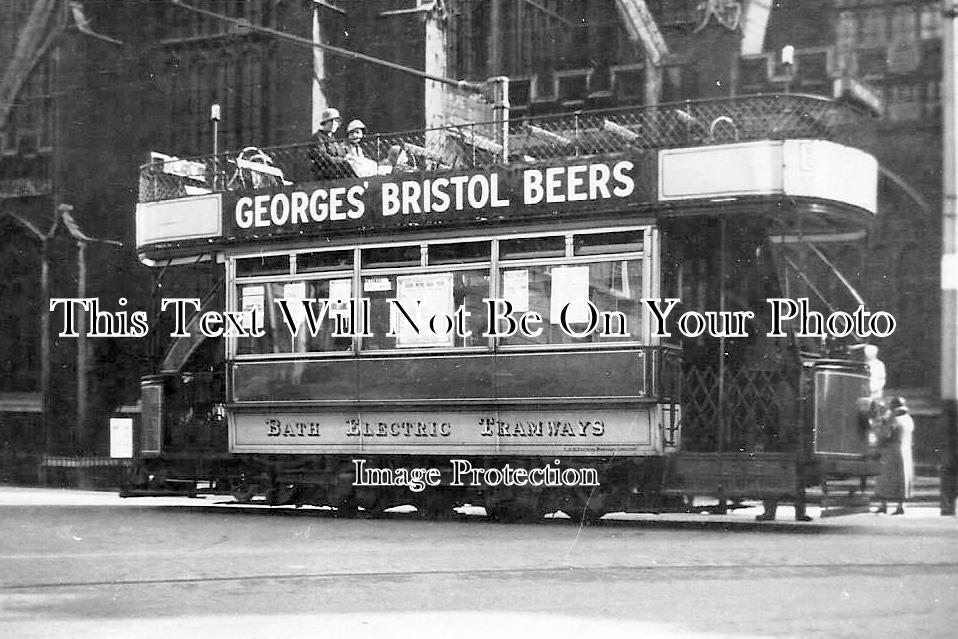 GEORGES' BRISTOL BEERS
This Text Will Not Be On Your Photo
BATH ELECTRIC TRAMWAYS
Image Protection